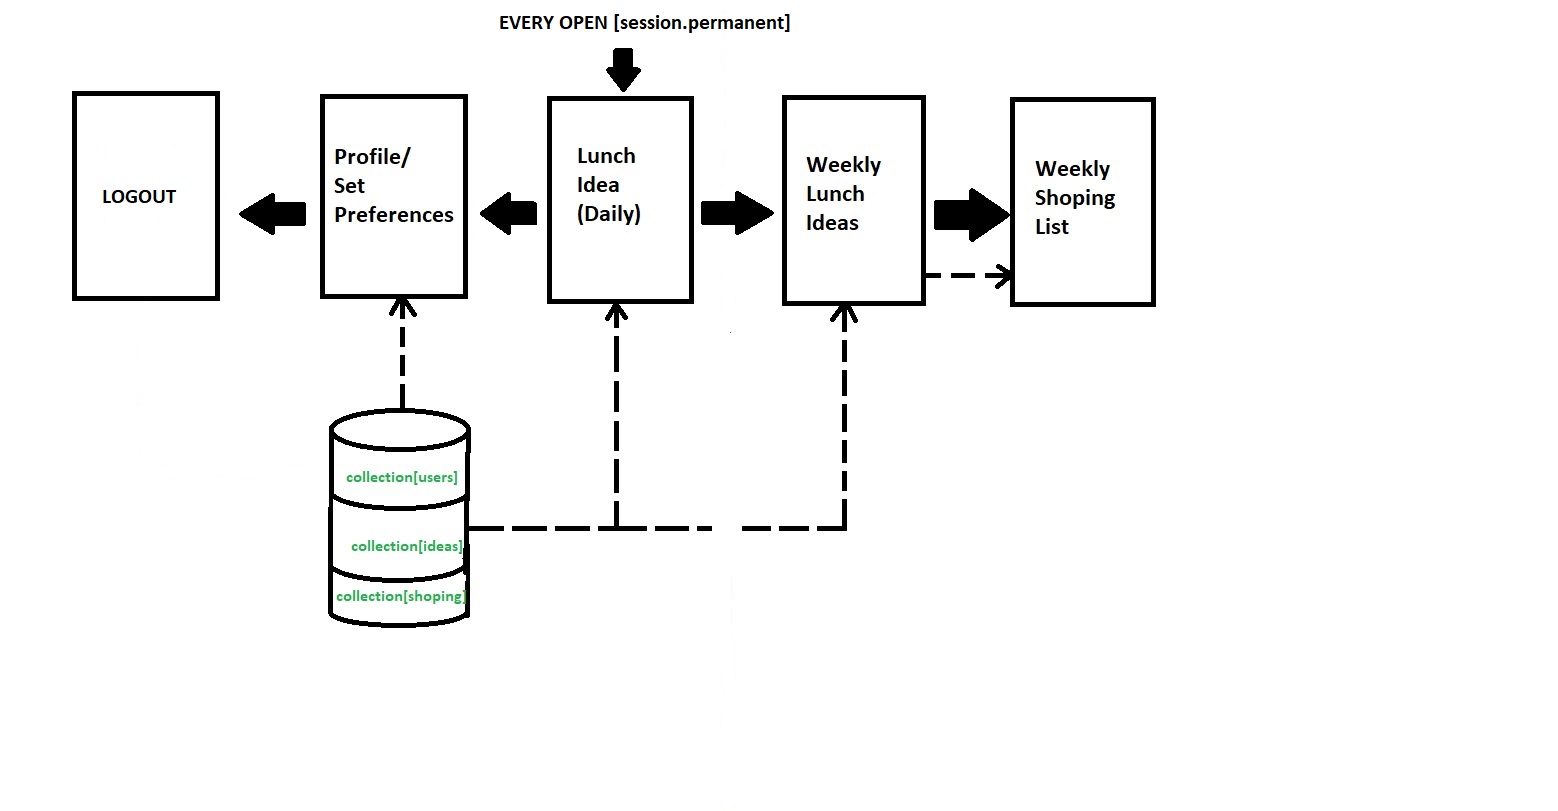 EVERY OPEN [session.permanent]
LOGOUT
Profile/
Set
Preferences
Lunch
Idea
(Daily)
Weekly
Lunch
Ideas
Weekly
Shoping
List
collection[users]
collection[ideas]
collection[shoping]